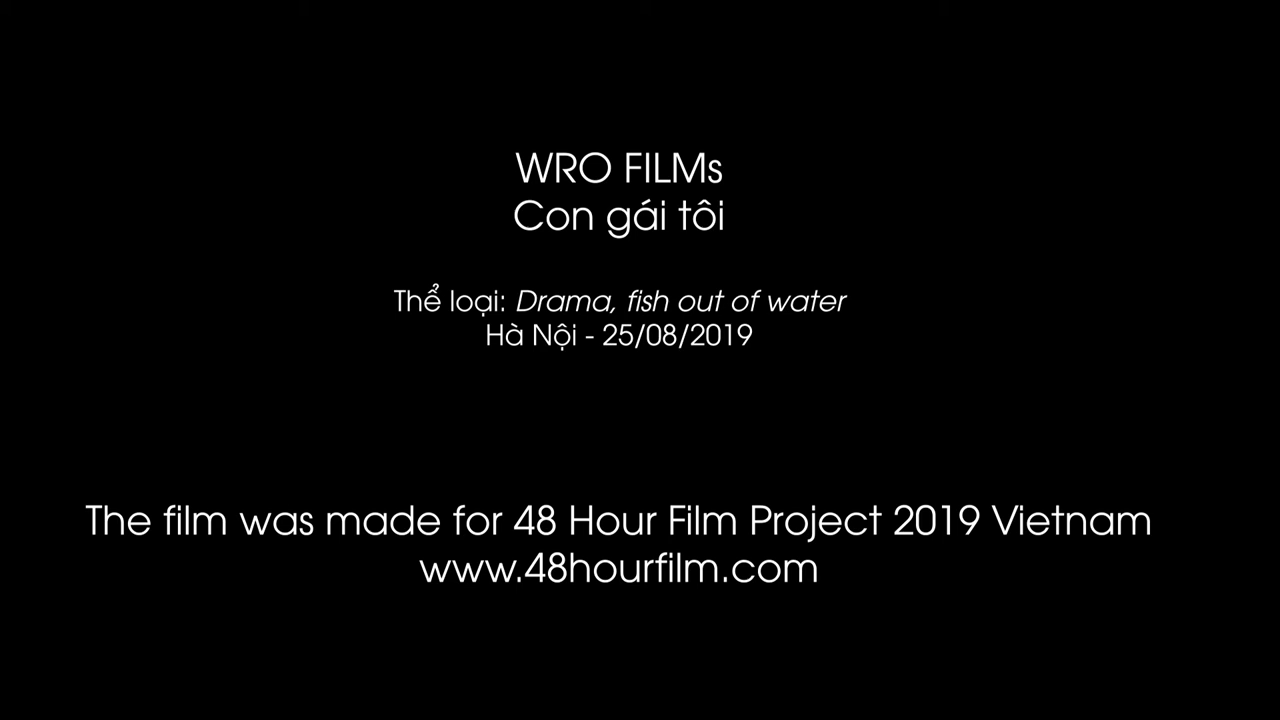 WRO FILMs
Con gái tôi
Thể loại: Drama, fish out of water
Hà Nội - 25/08/2019
The film was made for 48 Hour Film Project 2019 Vietnam
www.48hourfilm.com